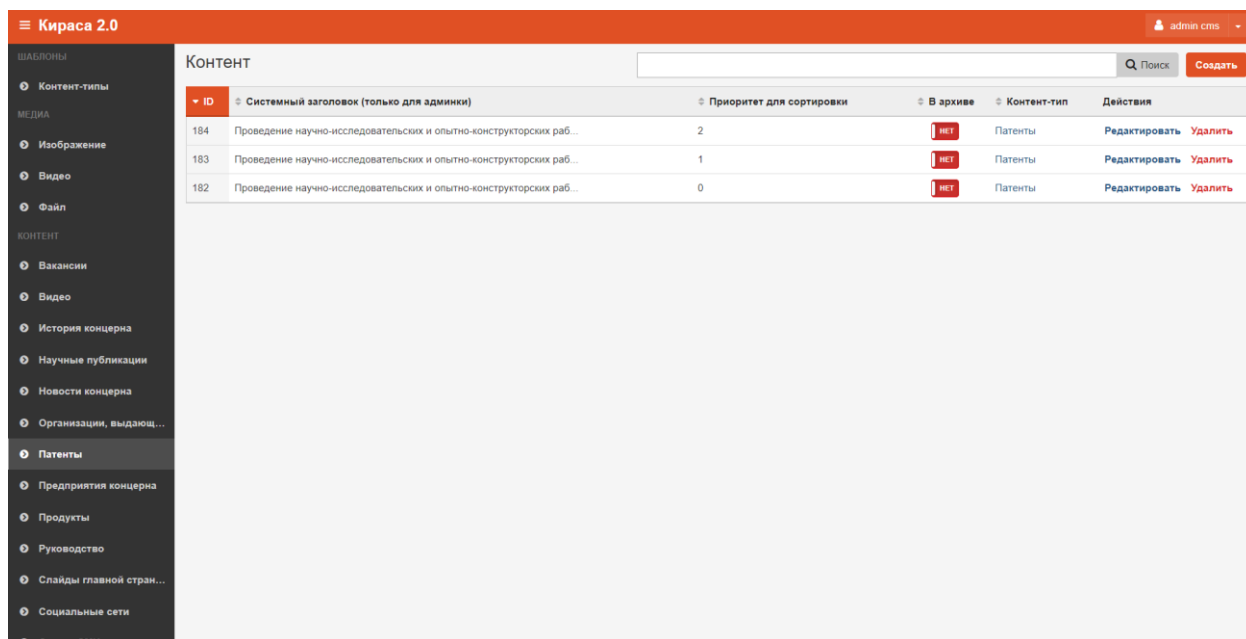 Кираса 2.0
admin cms
ШАБЛОНЫ
Контент-типы
МЕДИА
Изображение
Видео
Файл
КОНТЕНТ
Вакансии
Видео
История концерна
Научные публикации
Новости концерна
Организации, выдающ...
Патенты
Предприятия концерна
Продукты
Руководство
Слайды главной стран...
Социальные сети
Контент
Поиск Создать
ID Системный заголовок (только для админки) Приоритет для сортировки В архиве Контент-тип Действия
184 Проведение научно-исследовательских и опытно-конструкторских раб... 2 НЕТ Патенты Редактировать Удалить
183 Проведение научно-исследовательских и опытно-конструкторских раб... 1 НЕТ Патенты Редактировать Удалить
182 Проведение научно-исследовательских и опытно-конструкторских раб... 0 НЕТ Патенты Редактировать Удалить